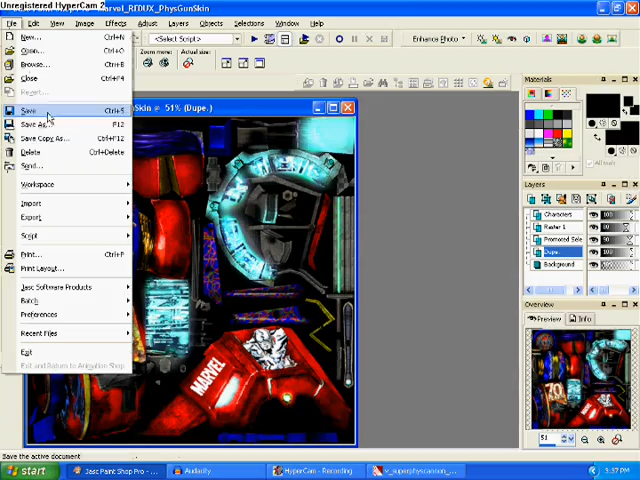 Unregistered HyperCam 2
Marvel_REDUX_PhysGunSkin
File Edit View Image Effects Adjust Layers Objects Selections Window Help
New... Ctrl+N
Open... Ctrl+O
Browse... Ctrl+B
Close Ctrl+F4
Revert...
Save Ctrl+S
Save As... F12
Save Copy As... Ctrl+F12
Delete Ctrl+Delete
Send...
Workspace
Import
Export
Script
Print... Ctrl+P
Print Layout...
Jasc Software Products
Batch
Preferences
Recent Files
Exit
Exit and Return to Animation Shop
<Select Script>
Enhance Photo
Zoom more:
Actual size:
Skin @ 51% (Dupe.)
MARVEL
Materials
All tools
Layers
Characters 100
Raster 1 80
Promoted Sele
Dupe. 100
Background
Overview
Preview Info
51
Save the active document
start
Jasc Paint Shop Pro - ...
Audacity
HyperCam - Recording
3:37 PM